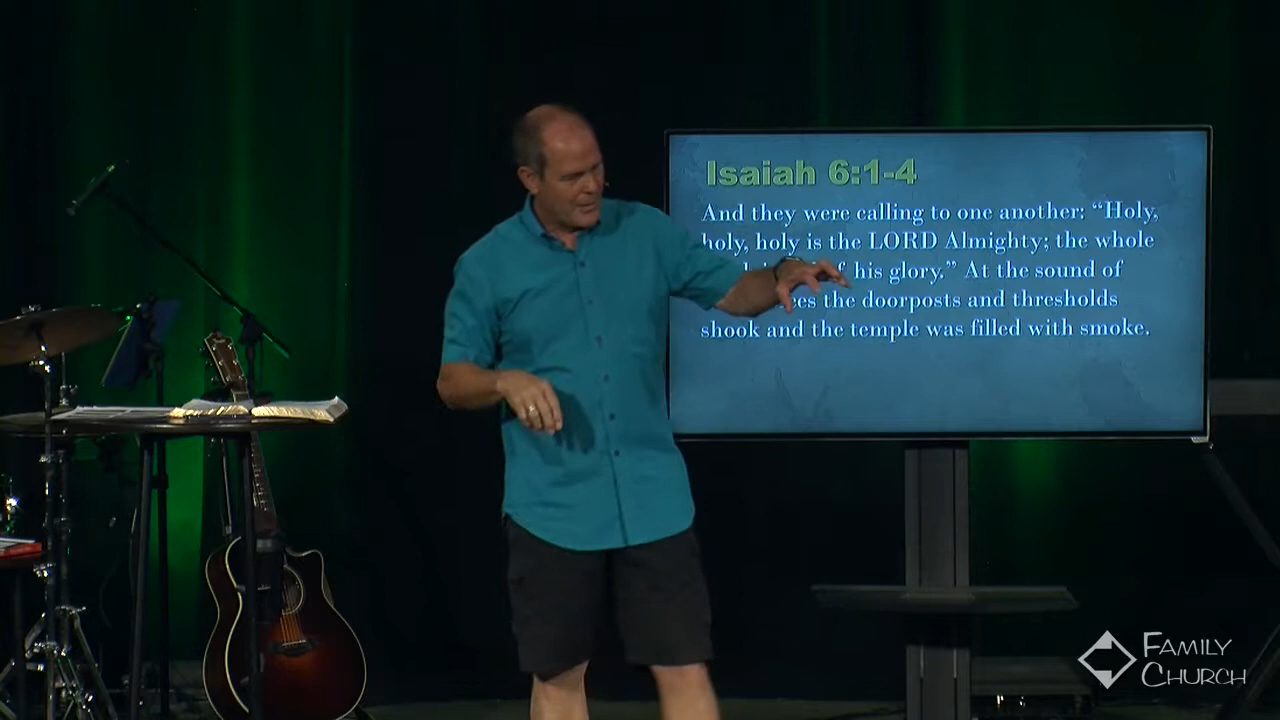 Isaiah 6:1-4
And they were calling to one another: “Holy,
holy, holy is the LORD Almighty; the whole
his glory.” At the sound of
the doorposts and thresholds
shook and the temple was filled with smoke.
FAMILY
CHURCH